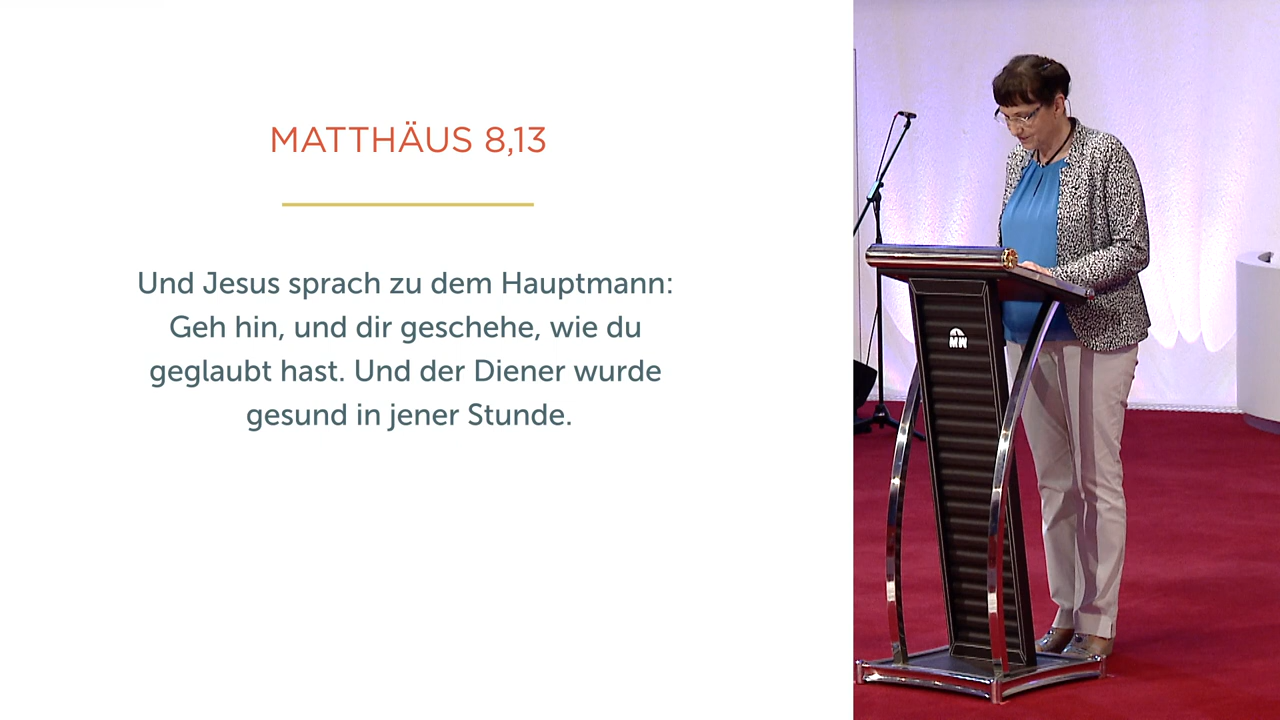 MATTHÄUS 8,13
Und Jesus sprach zu dem Hauptmann:
Geh hin, und dir geschehe, wie du
geglaubt hast. Und der Diener wurde
gesund in jener Stunde.
MW